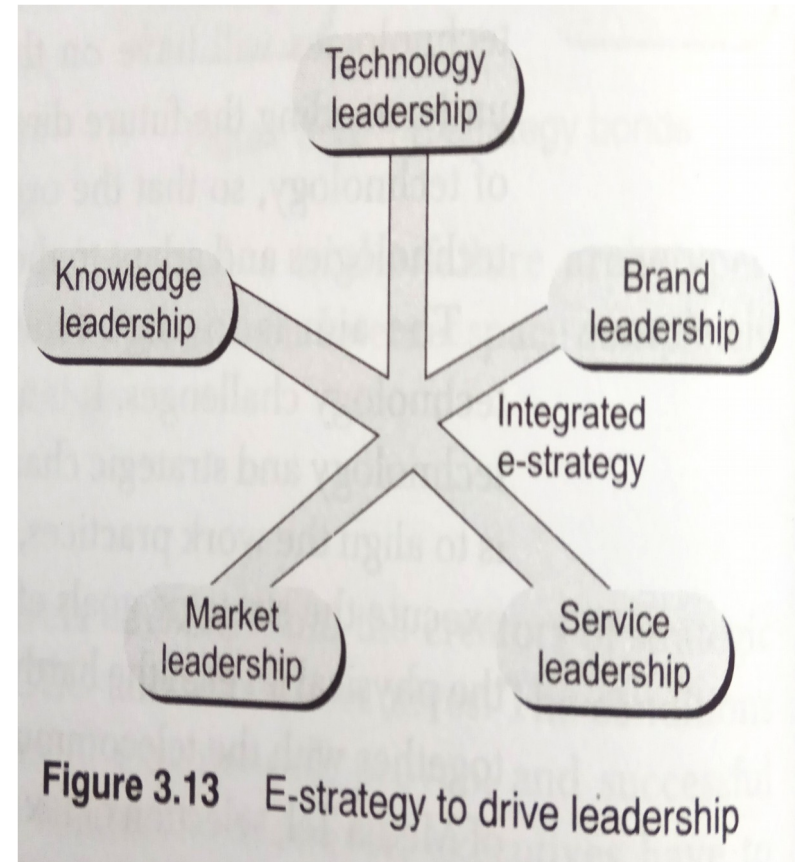 Technology
leadership
Knowledge
leadership
Brand
leadership
Integrated
e-strategy
Market
leadership
Service
leadership
Figure 3.13 E-strategy to drive leadership